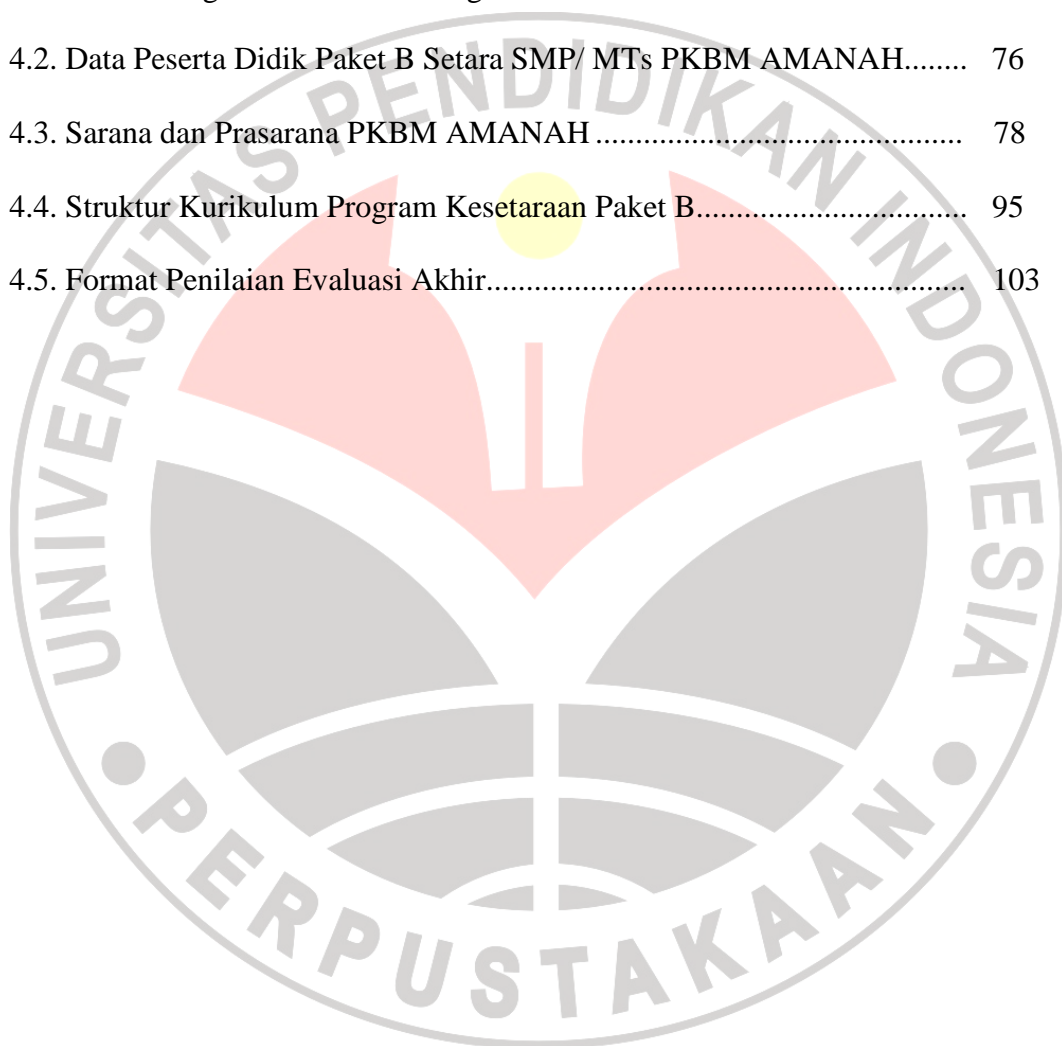 4.2. Data Peserta Didik Paket B Setara SMP/ MTs PKBM AMANAH........ 76
4.3. Sarana dan Prasarana PKBM AMANAH .............................................. 78
4.4. Struktur Kurikulum Program Kesetaraan Paket B.................................. 95
4.5. Format Penilaian Evaluasi Akhir............................................................ 103
UNIVERSITAS PENDIDIKAN INDONESIA
PERPUSTAKAAN